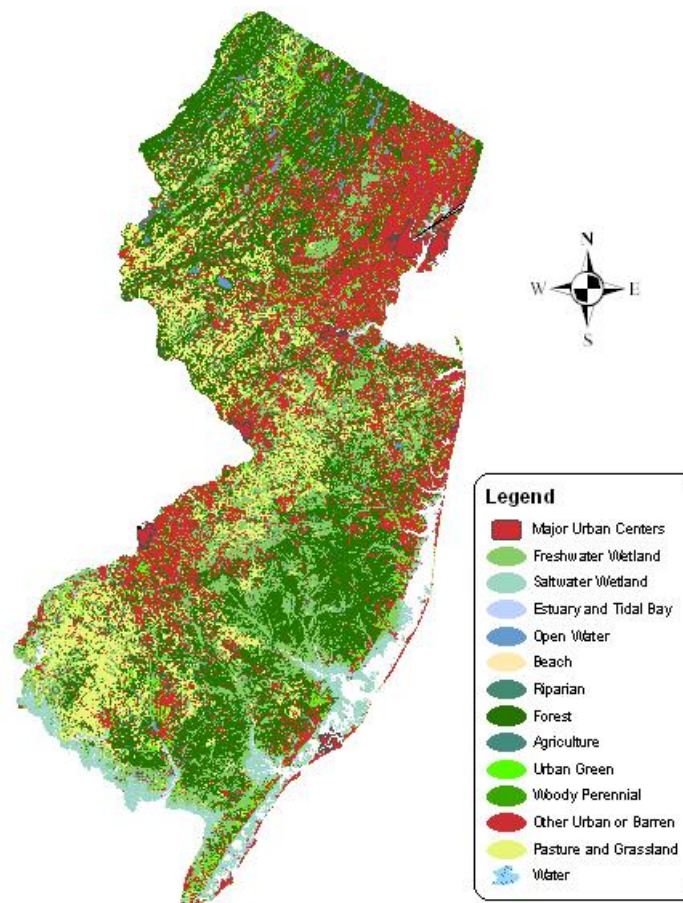 N
W E
S
Legend
Major Urban Centers
Freshwater Wetland
Saltwater Wetland
Estuary and Tidal Bay
Open Water
Beach
Riparian
Forest
Agriculture
Urban Green
Woody Perennial
Other Urban or Barren
Pasture and Grassland
Water